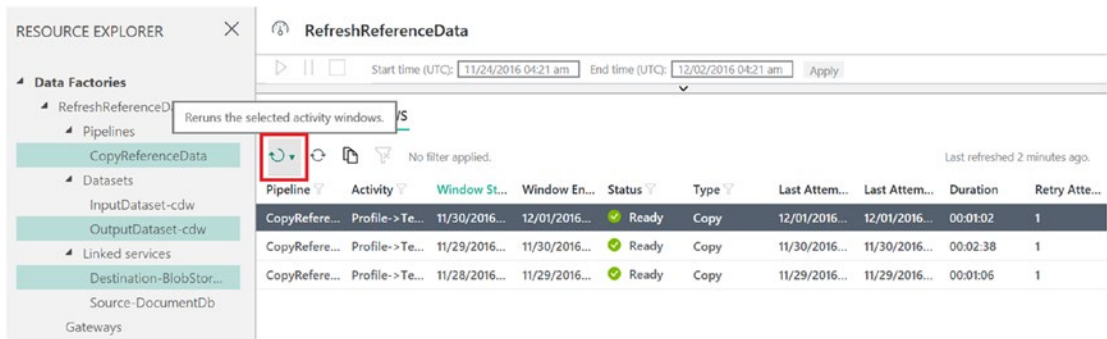 RESOURCE EXPLORER
RefreshReferenceData
Start time (UTC): 11/24/2016 04:21 am End time (UTC): 12/02/2016 04:21 am Apply
Data Factories
RefreshReferenceD
Reruns the selected activity windows.
Pipelines
CopyReferenceData
No filter applied. Last refreshed 2 minutes ago.
Datasets
InputDataset-cdw
OutputDataset-cdw
Linked services
Destination-BlobStor...
Source-DocumentDb
Gateways
Pipeline Activity Window St... Window En... Status Type Last Attem... Last Attem... Duration Retry Atte...
CopyRefere... Profile->Te... 11/30/2016... 12/01/2016... Ready Copy 12/01/2016... 12/01/2016... 00:01:02 1
CopyRefere... Profile->Te... 11/29/2016... 11/30/2016... Ready Copy 11/30/2016... 11/30/2016... 00:02:38 1
CopyRefere... Profile->Te... 11/28/2016... 11/29/2016... Ready Copy 11/29/2016... 11/29/2016... 00:01:06 1